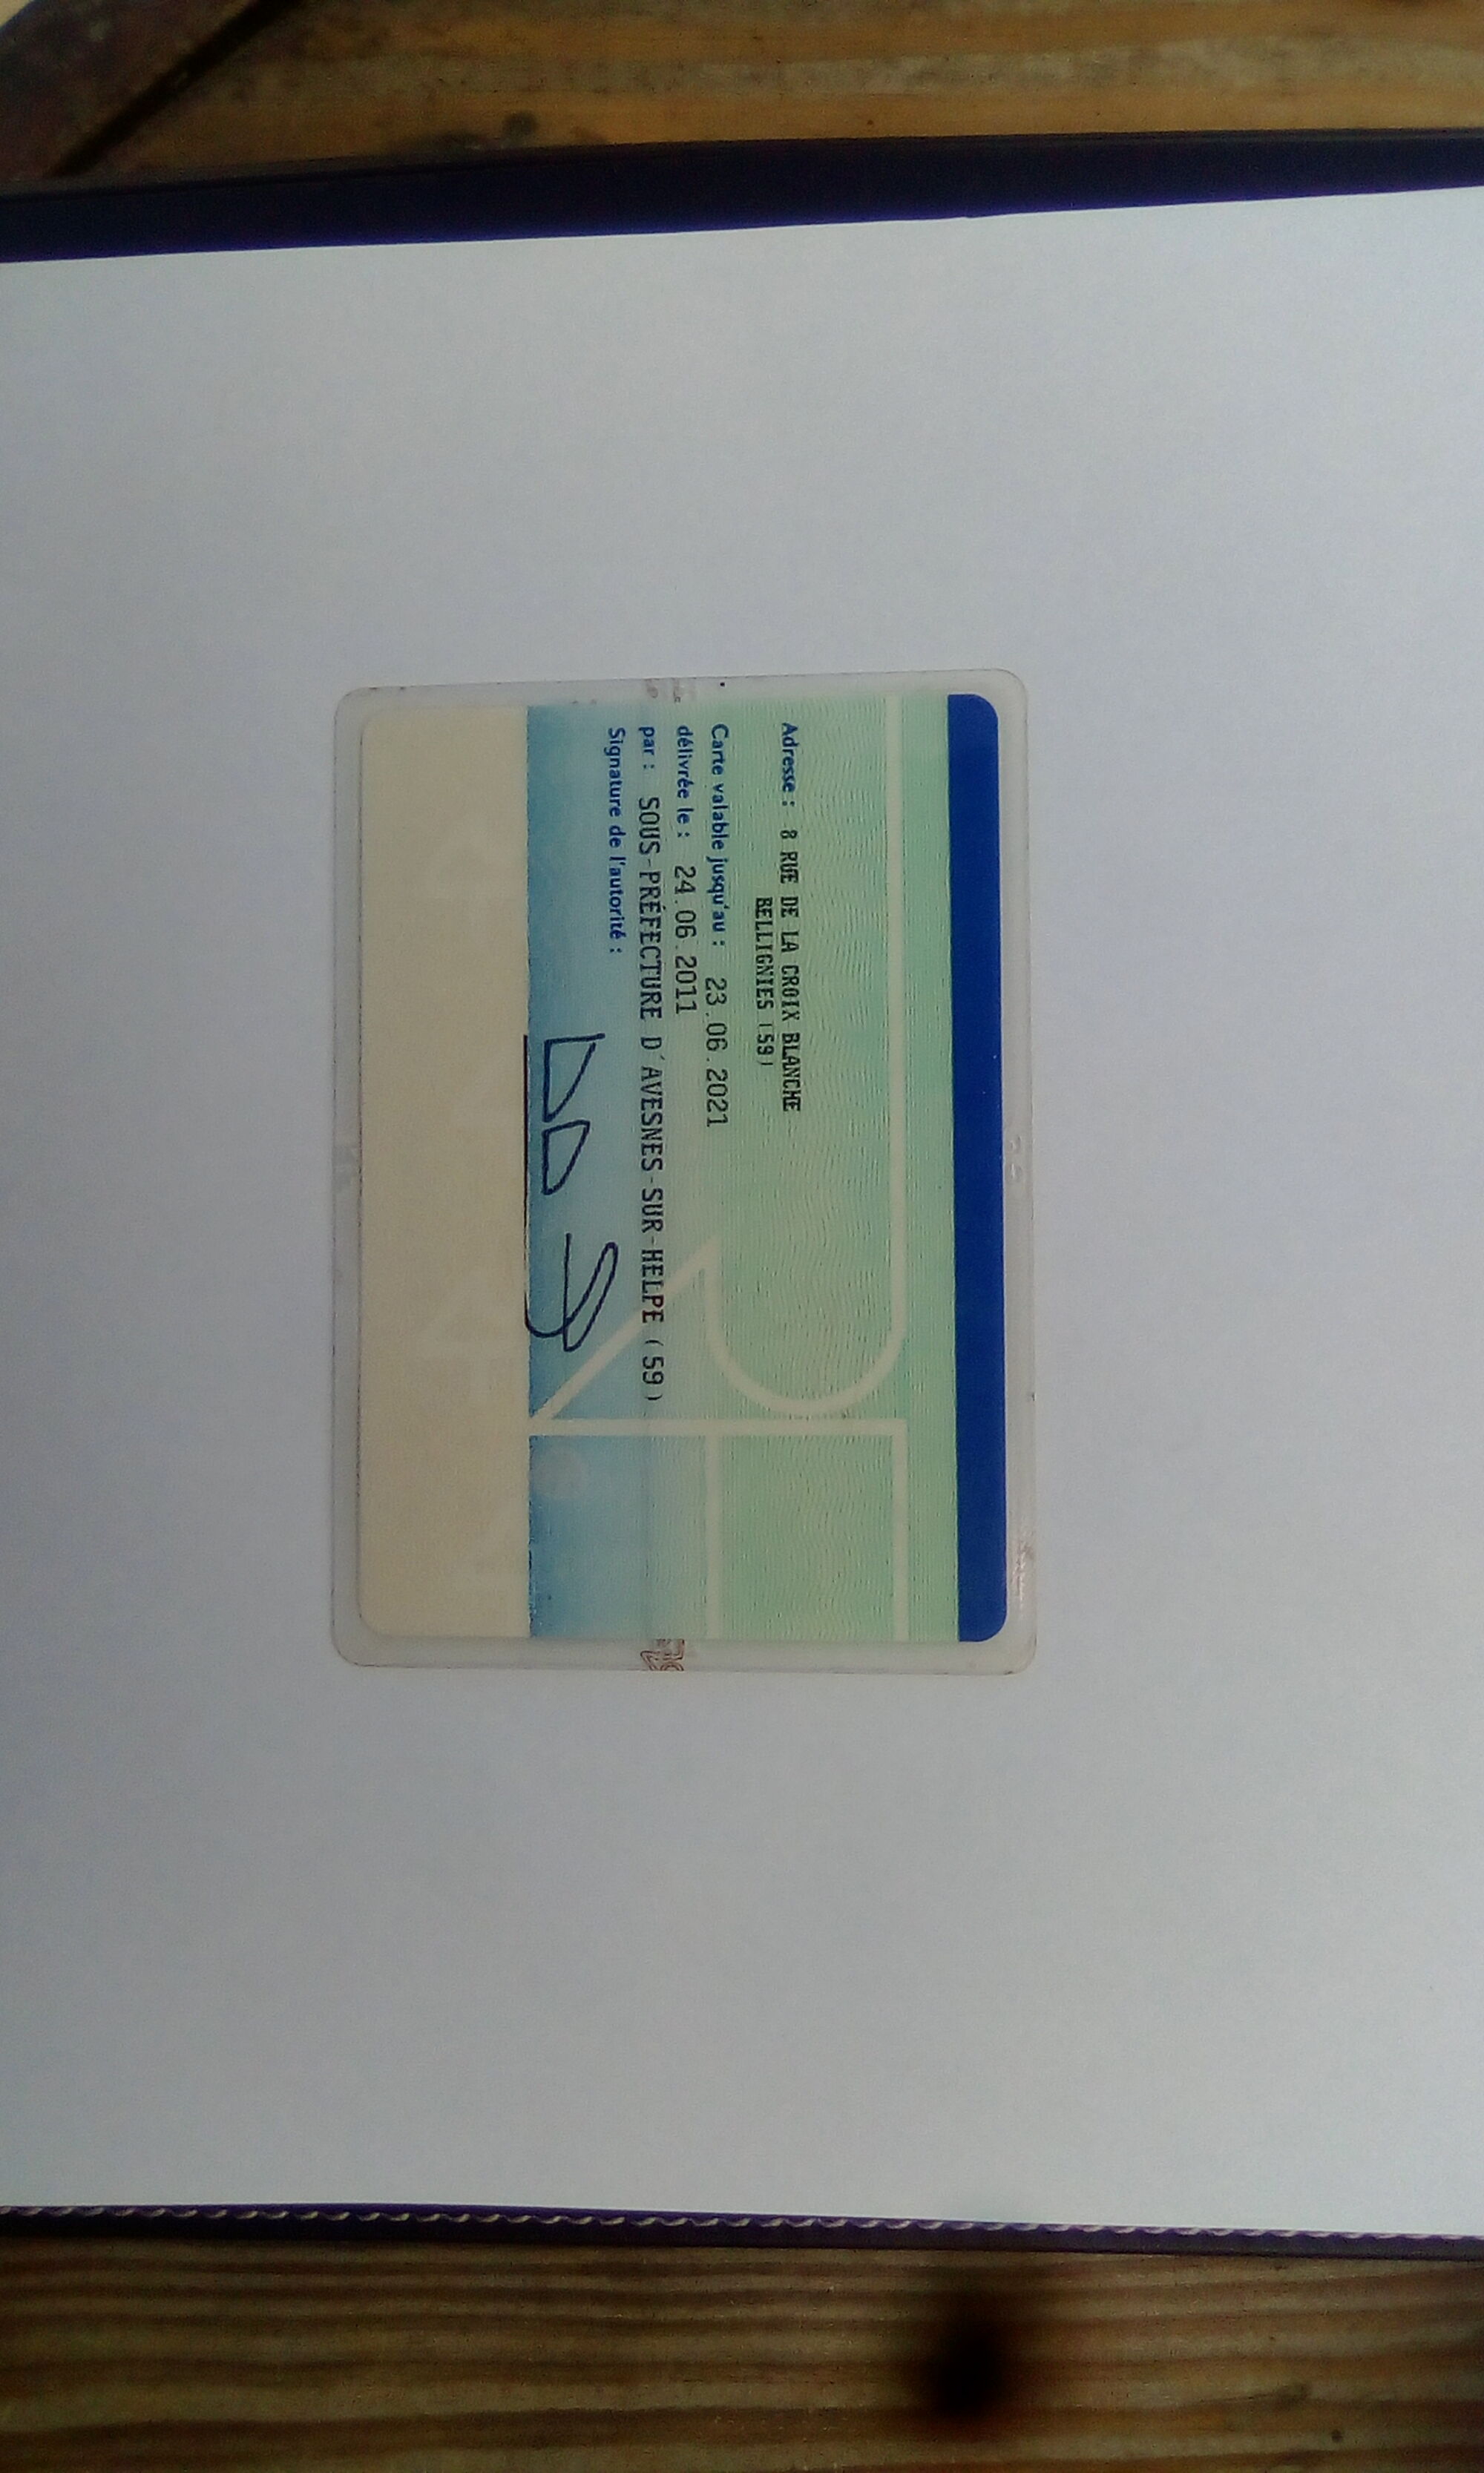 Adresse : 8 RUE DE LA CROIX BLANCHE
BELLIGNIES (59)
Carte valable jusqu'au : 23.06.2021
délivrée le : 24.06.2011
par : SOUS-PRÉFECTURE D'AVESNES-SUR-HELPE (59)
Signature de l'autorité :